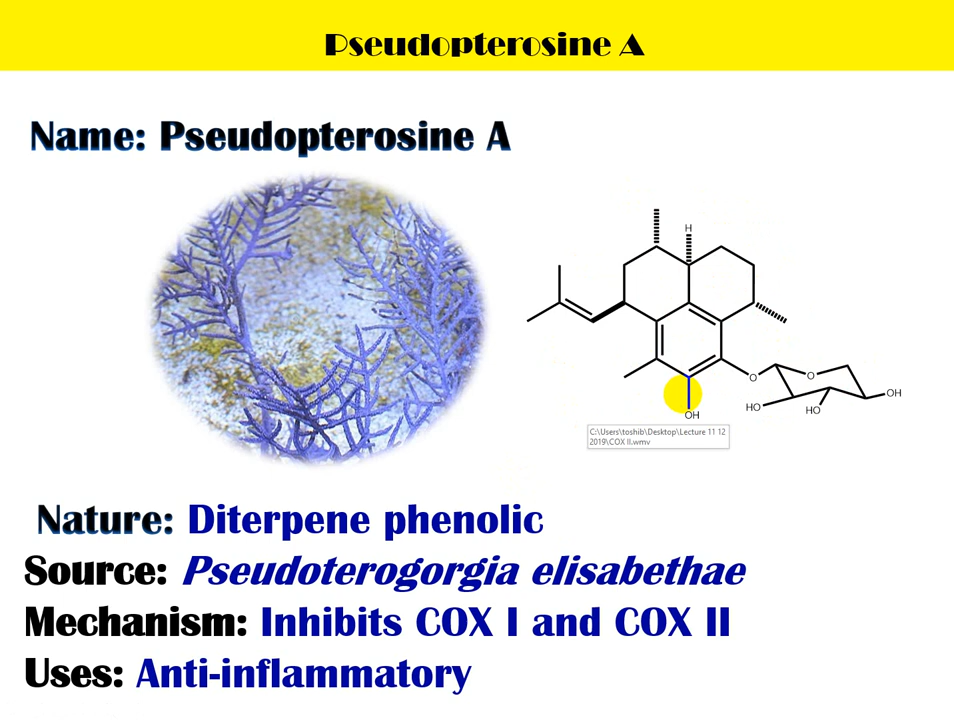 Pseudopterosine A
Name: Pseudopterosine A
H
O
O
OH
HO
HO
OH
C:\Users\toshib\Desktop\Lecture 11 12
2019\COX II.wmv
Nature: Diterpene phenolic
Source: Pseudoterogorgia elisabethae
Mechanism: Inhibits COX I and COX II
Uses: Anti-inflammatory